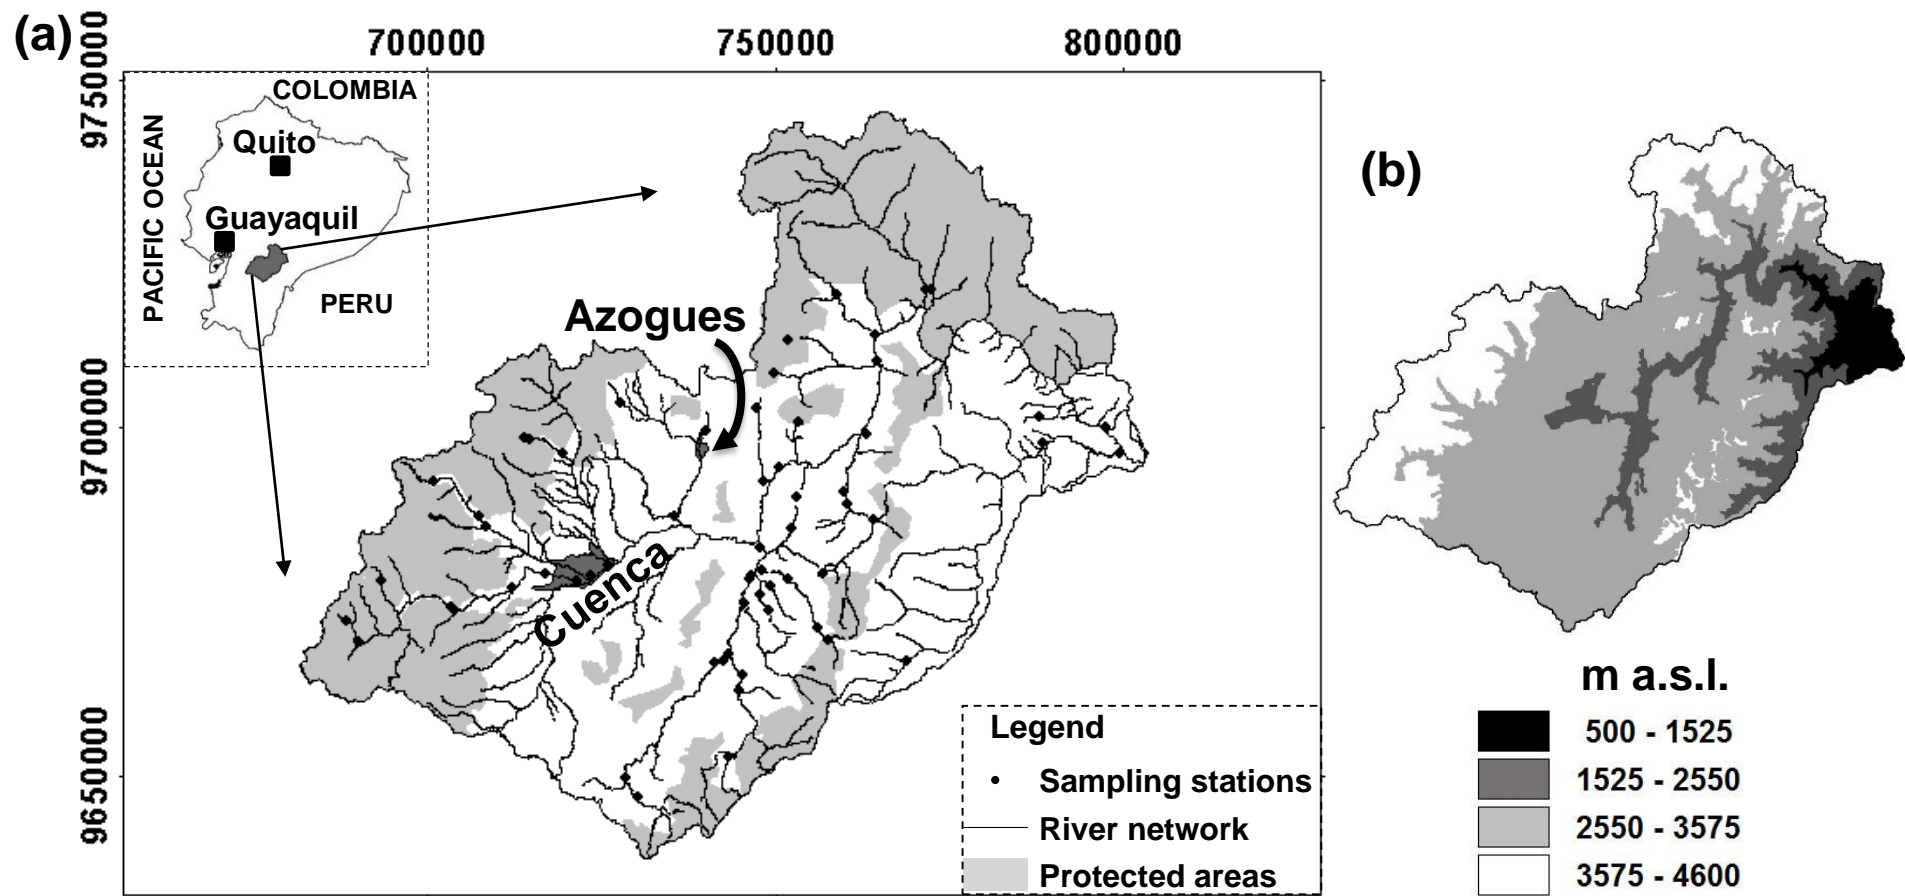 (a)
700000
750000
800000
9750000
9700000
9650000
COLOMBIA
Quito
PACIFIC OCEAN
Guayaquil
PERU
Azogues
Cuenca
Legend
Sampling stations
River network
Protected areas
(b)
m a.s.l.
500 - 1525
1525 - 2550
2550 - 3575
3575 - 4600